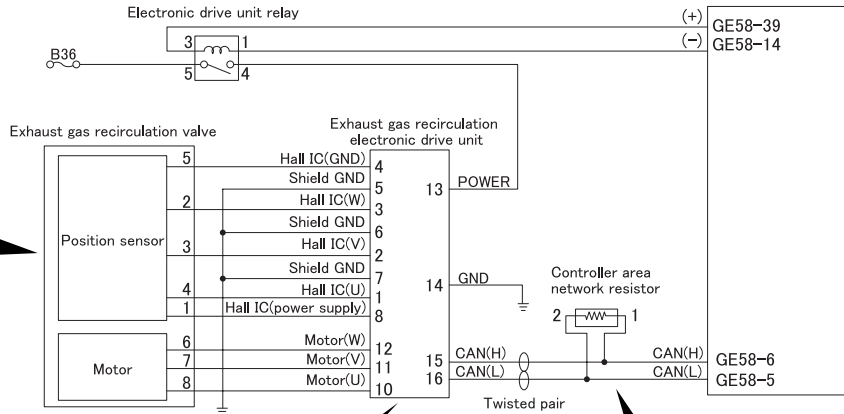 Electronic drive unit relay
(+)
GE58-39
3
1
(-)
GE58-14
B36
5
4
Exhaust gas recirculation valve
Exhaust gas recirculation
electronic drive unit
5
Hall IC(GND)
4
Shield GND
5
13
POWER
2
Hall IC(W)
3
Shield GND
6
Position sensor
3
Hall IC(V)
2
Shield GND
7
14
GND
Controller area
network resistor
4
Hall IC(U)
1
1
Hall IC(power supply)
8
2
1
6
Motor(W)
12
Motor
7
Motor(V)
11
15
CAN(H)
CAN(H)
GE58-6
8
Motor(U)
10
16
CAN(L)
CAN(L)
GE58-5
Twisted pair